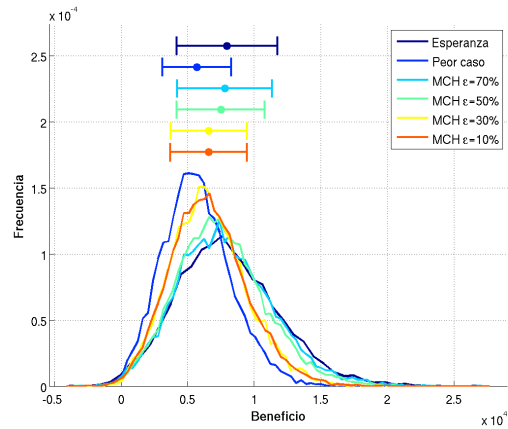 x 10⁻⁴
2.5
2
1.5
1
0.5
0
Frecuencia
Esperanza
Peor caso
MCH ε=70%
MCH ε=50%
MCH ε=30%
MCH ε=10%
-0.5 0 0.5 1 1.5 2 2.5
Beneficio
x 10⁴